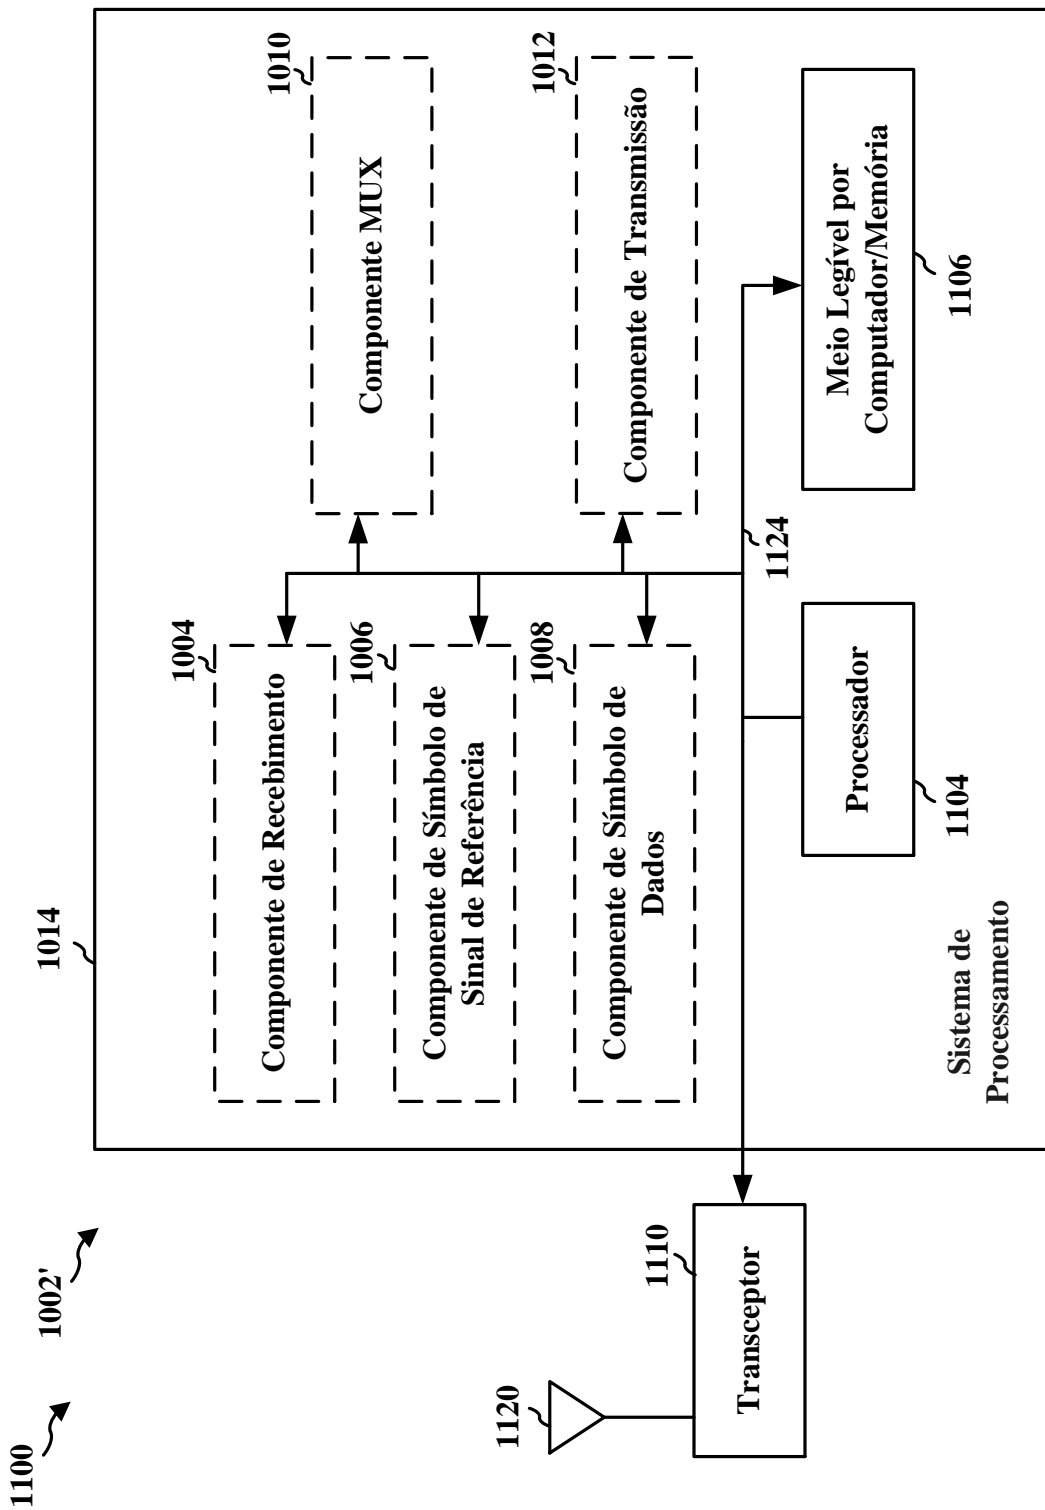 1100
1002'
1014
1004
Componente de Recebimento
1010
Componente MUX
1006
Componente de Símbolo de
Sinal de Referência
1008
Componente de Símbolo de
Dados
1012
Componente de Transmissão
1120
1110
Transceptor
1124
Processador
1104
Meio Legível por
Computador/Memória
1106
Sistema de
Processamento